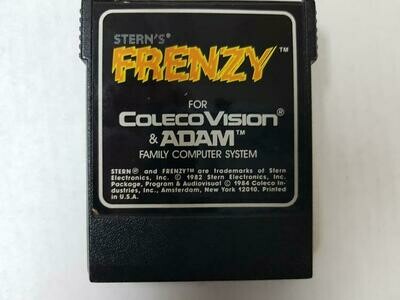 STERN'S®
FRENZY™
FOR
COLECOVISION®
& ADAM™
FAMILY COMPUTER SYSTEM
STERN® and FRENZY™ are trademarks of Stern
Electronics, Inc. © 1982 Stern Electronics, Inc.
Package, Program & Audiovisual © 1984 Coleco In-
dustries, Inc., Amsterdam, New York 12010. Printed
in U.S.A.